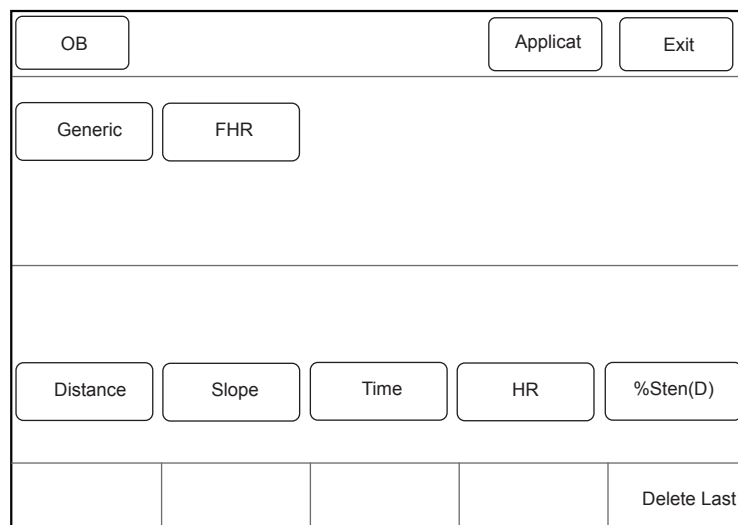 OB
Applicat
Exit
Generic
FHR
Distance
Slope
Time
HR
%Sten(D)
Delete Last